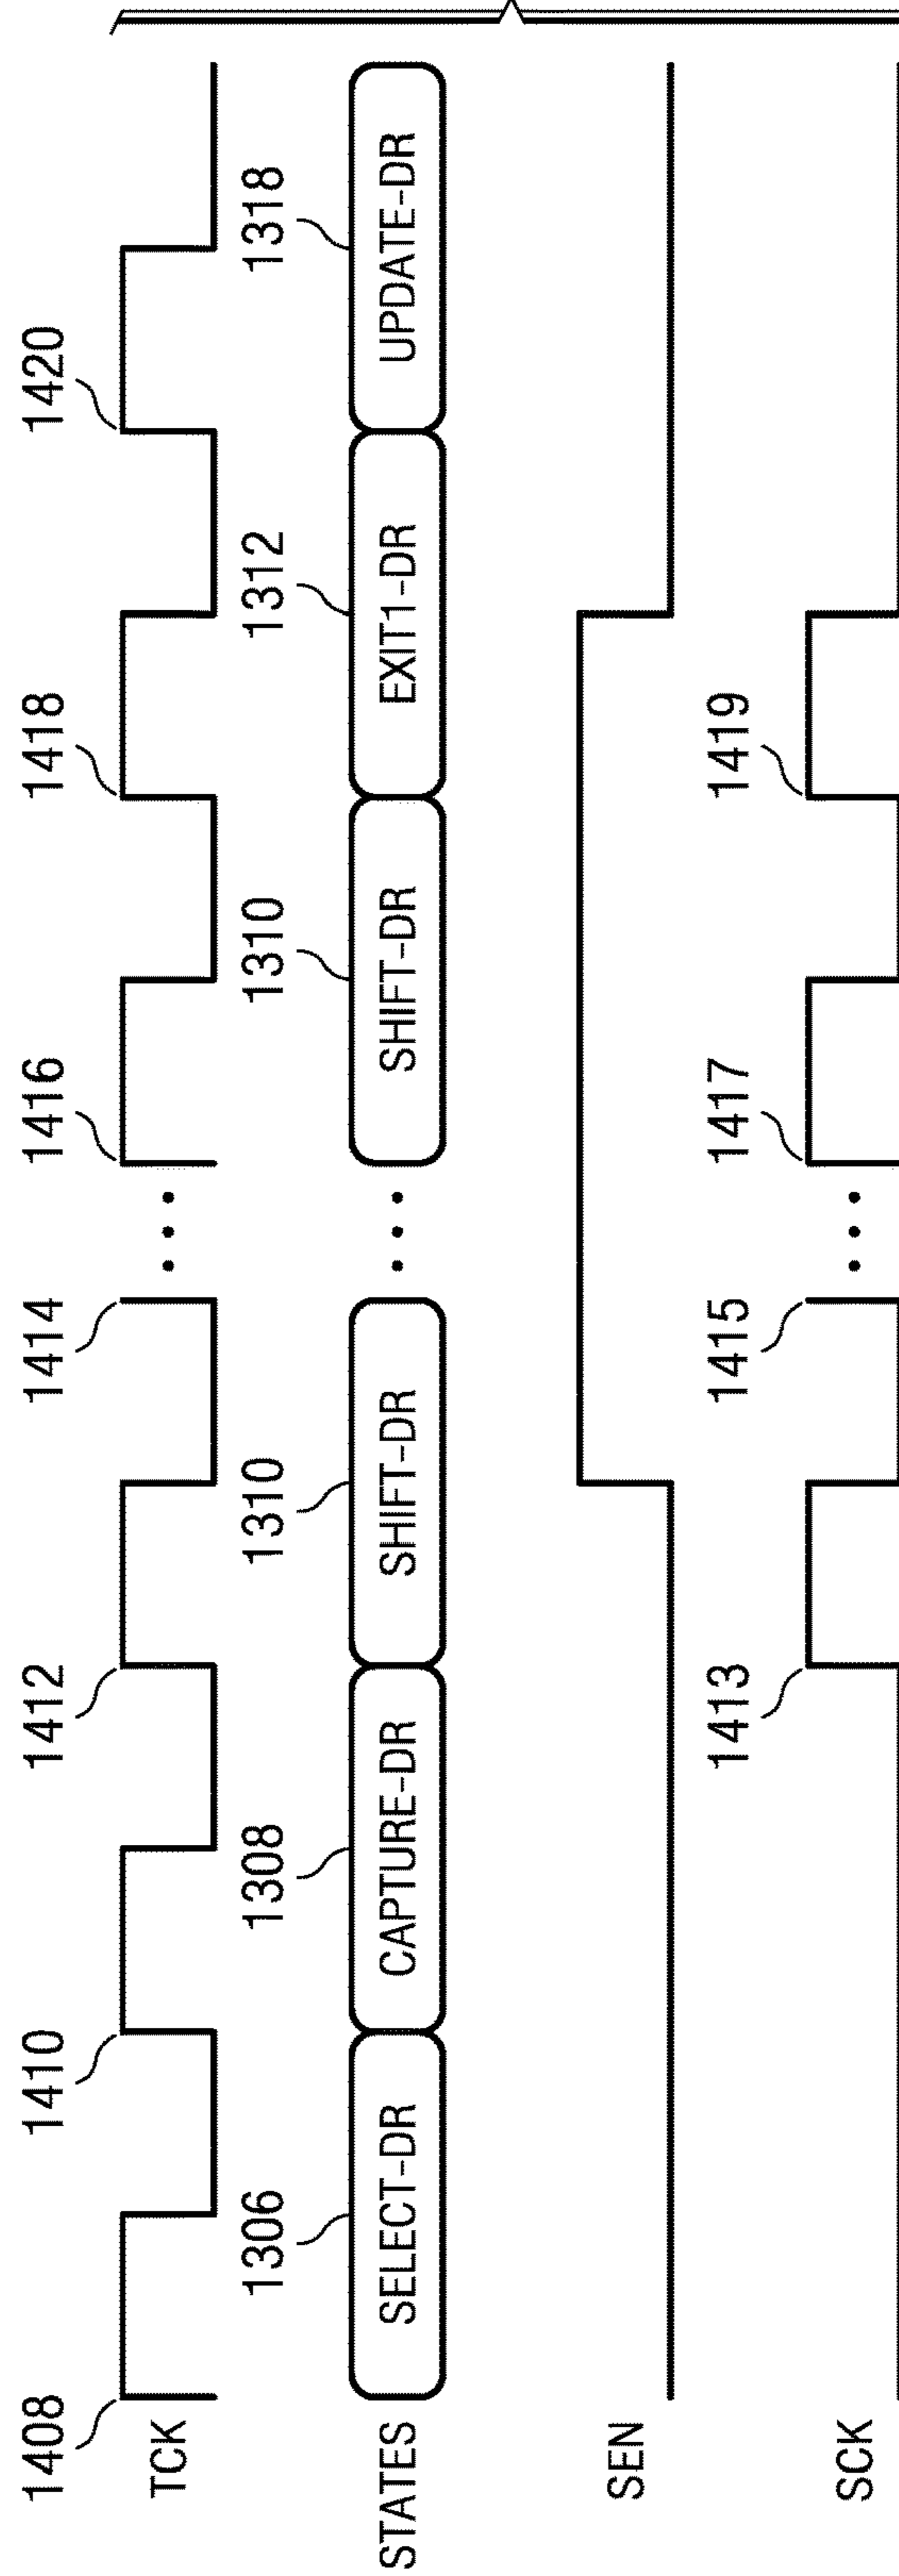 1408 1410 1412 1414 1416 1418 1420
TCK
1306 1308 1310 1310 1312 1318
STATES SELECT-DR CAPTURE-DR SHIFT-DR SHIFT-DR EXIT1-DR UPDATE-DR
SEN
1413 1415 1417 1419
SCK